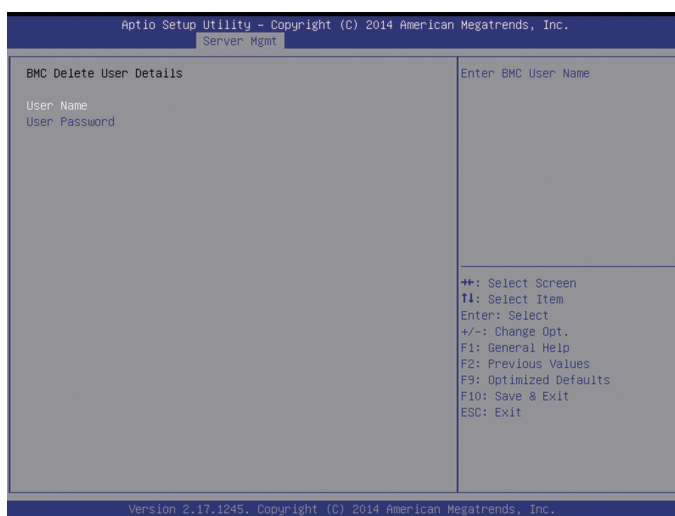 Aptio Setup Utility – Copyright (C) 2014 American Megatrends, Inc.
Server Mgmt
BMC Delete User Details
User Name
User Password
Enter BMC User Name
→←: Select Screen
↑↓: Select Item
Enter: Select
+/-: Change Opt.
F1: General Help
F2: Previous Values
F9: Optimized Defaults
F10: Save & Exit
ESC: Exit
Version 2.17.1245. Copyright (C) 2014 American Megatrends, Inc.